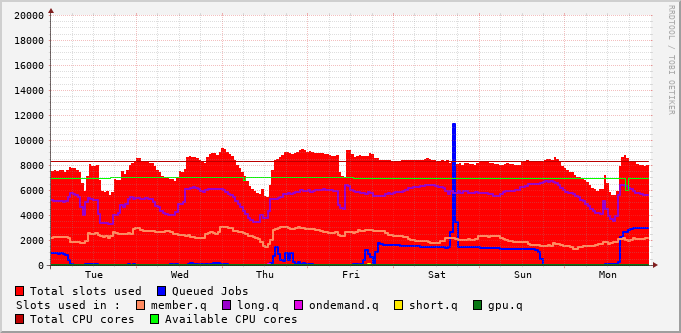 RRDTOOL / TOBI OETIKER
20000
18000
16000
14000
12000
10000
8000
6000
4000
2000
0
Tue Wed Thu Fri Sat Sun Mon
Total slots used Queued Jobs
Slots used in : member.q long.q ondemand.q short.q gpu.q
Total CPU cores Available CPU cores